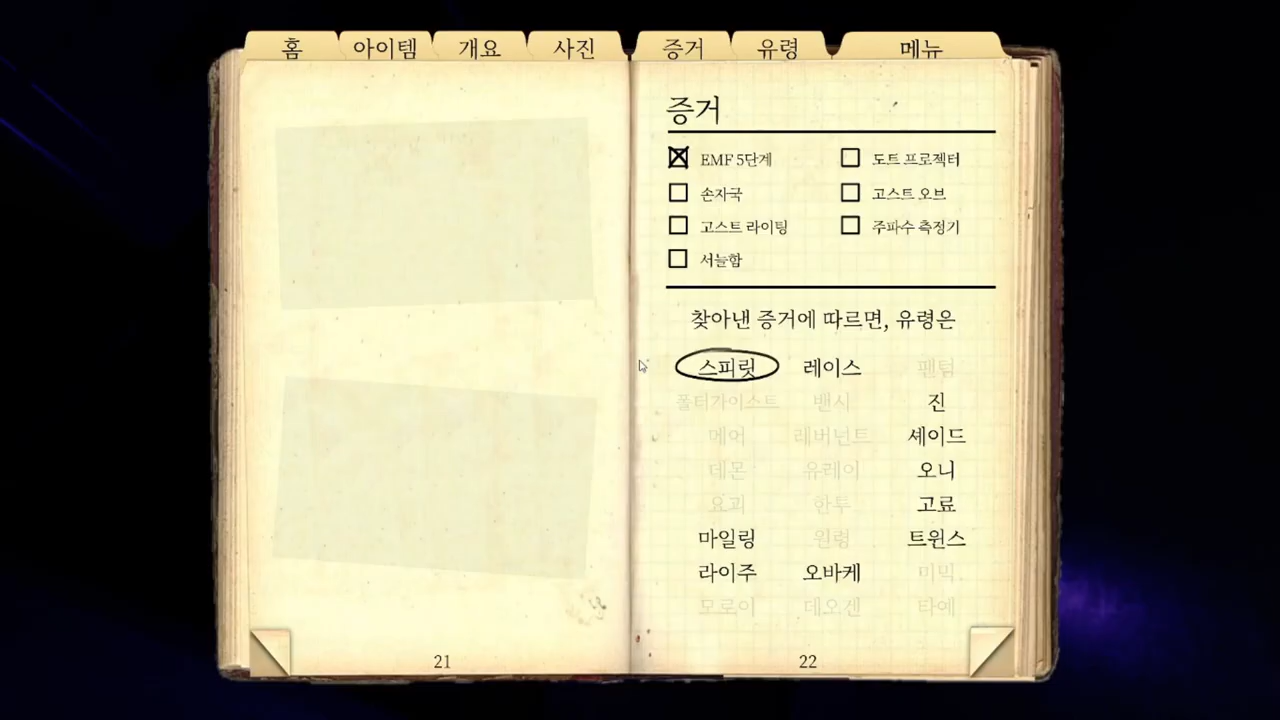 홈 아이템 개요 사진 증거 유령 메뉴
증거
EMF 5단계 도트 프로젝터
손자국 고스트 오브
고스트 라이팅 주파수 측정기
서늘함
찾아낸 증거에 따르면, 유령은
스피릿 레이스 팬텀
폴터가이스트 밴시 진
메어 레버넌트 셰이드
데몬 유레이 오니
요괴 한투 고료
마일링 원령 트윈스
라이주 오바케 미믹
모로이 데오겐 타예
21 22